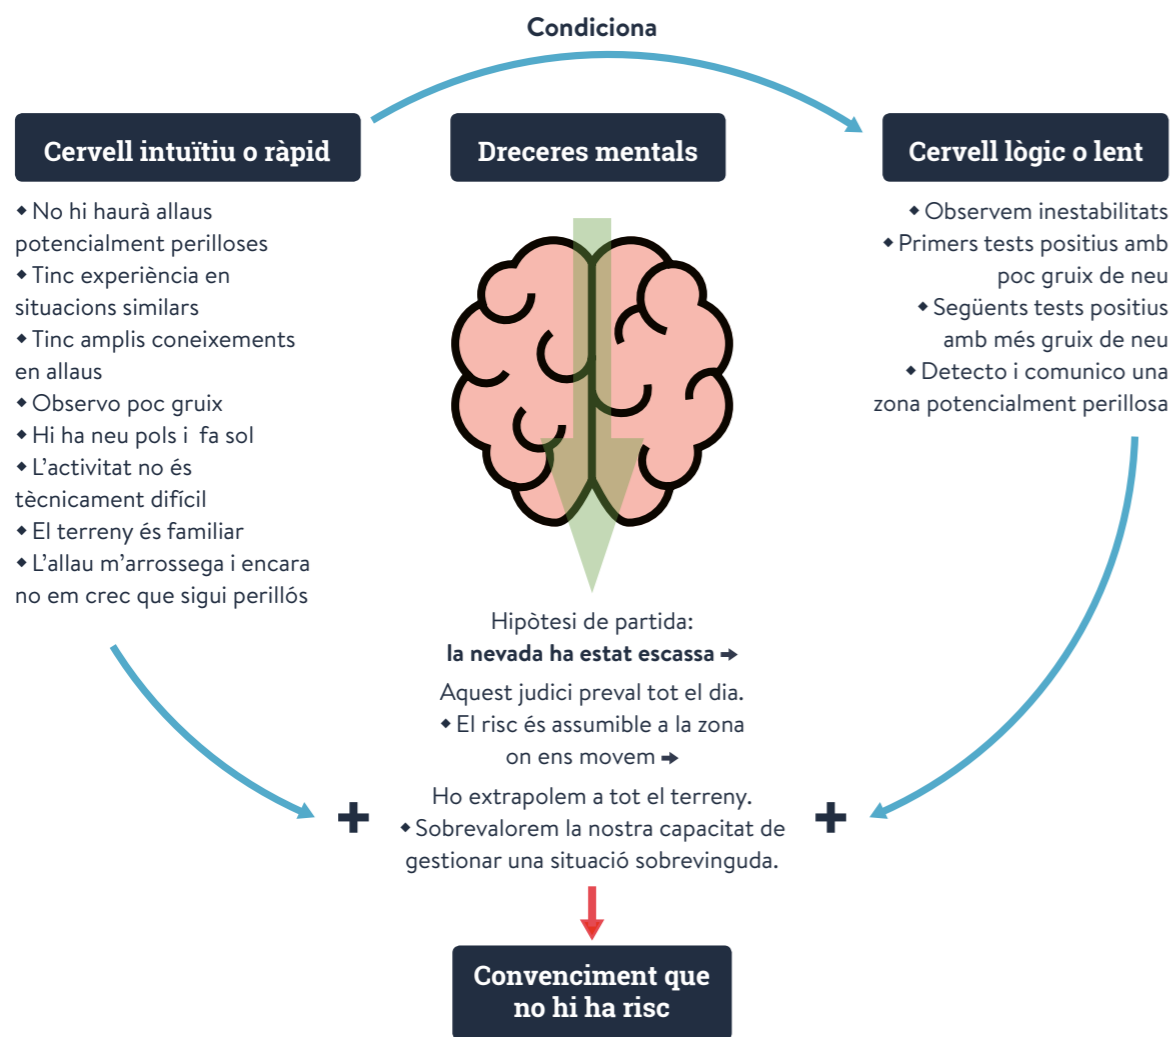 Condiciona
Cervell intuïtiu o ràpid
◆ No hi haurà allaus
potencialment perilloses
◆ Tinc experiència en
situacions similars
◆ Tinc amplis coneixements
en allaus
◆ Observo poc gruix
◆ Hi ha neu pols i fa sol
◆ L'activitat no és
tècnicament difícil
◆ El terreny és familiar
◆ L'allau m'arrossega i encara
no em crec que sigui perillós
Dreceres mentals
Hipòtesi de partida:
la nevada ha estat escassa ➜
Aquest judici preval tot el dia.
◆ El risc és assumible a la zona
on ens movem ➜
Ho extrapolem a tot el terreny.
◆ Sobrevalorem la nostra capacitat de
gestionar una situació sobrevinguda.
Cervell lògic o lent
◆ Observem inestabilitats
◆ Primers tests positius amb
poc gruix de neu
◆ Següents tests positius
amb més gruix de neu
◆ Detecto i comunico una
zona potencialment perillosa
+
+
Convenciment que
no hi ha risc